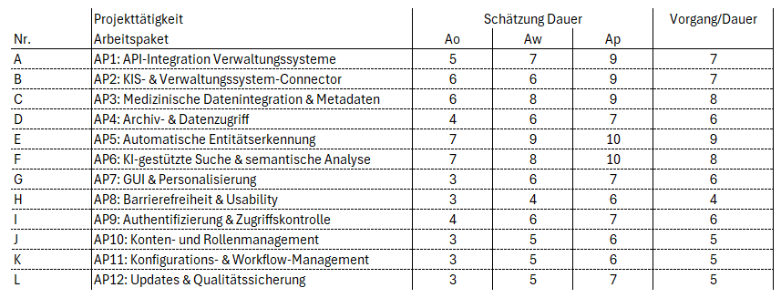 Projekttätigkeit Schätzung Dauer Vorgang/Dauer
Nr. Arbeitspaket Ao Aw Ap
A AP1: API-Integration Verwaltungssysteme 5 7 9 7
B AP2: KIS- & Verwaltungssystem-Connector 6 6 9 7
C AP3: Medizinische Datenintegration & Metadaten 6 8 9 8
D AP4: Archiv- & Datenzugriff 4 6 7 6
E AP5: Automatische Entitätserkennung 7 9 10 9
F AP6: KI-gestützte Suche & semantische Analyse 7 8 10 8
G AP7: GUI & Personalisierung 3 6 7 6
H AP8: Barrierefreiheit & Usability 3 4 6 4
I AP9: Authentifizierung & Zugriffskontrolle 4 6 7 6
J AP10: Konten- und Rollenmanagement 3 5 6 5
K AP11: Konfigurations- & Workflow-Management 3 5 6 5
L AP12: Updates & Qualitätssicherung 3 5 7 5